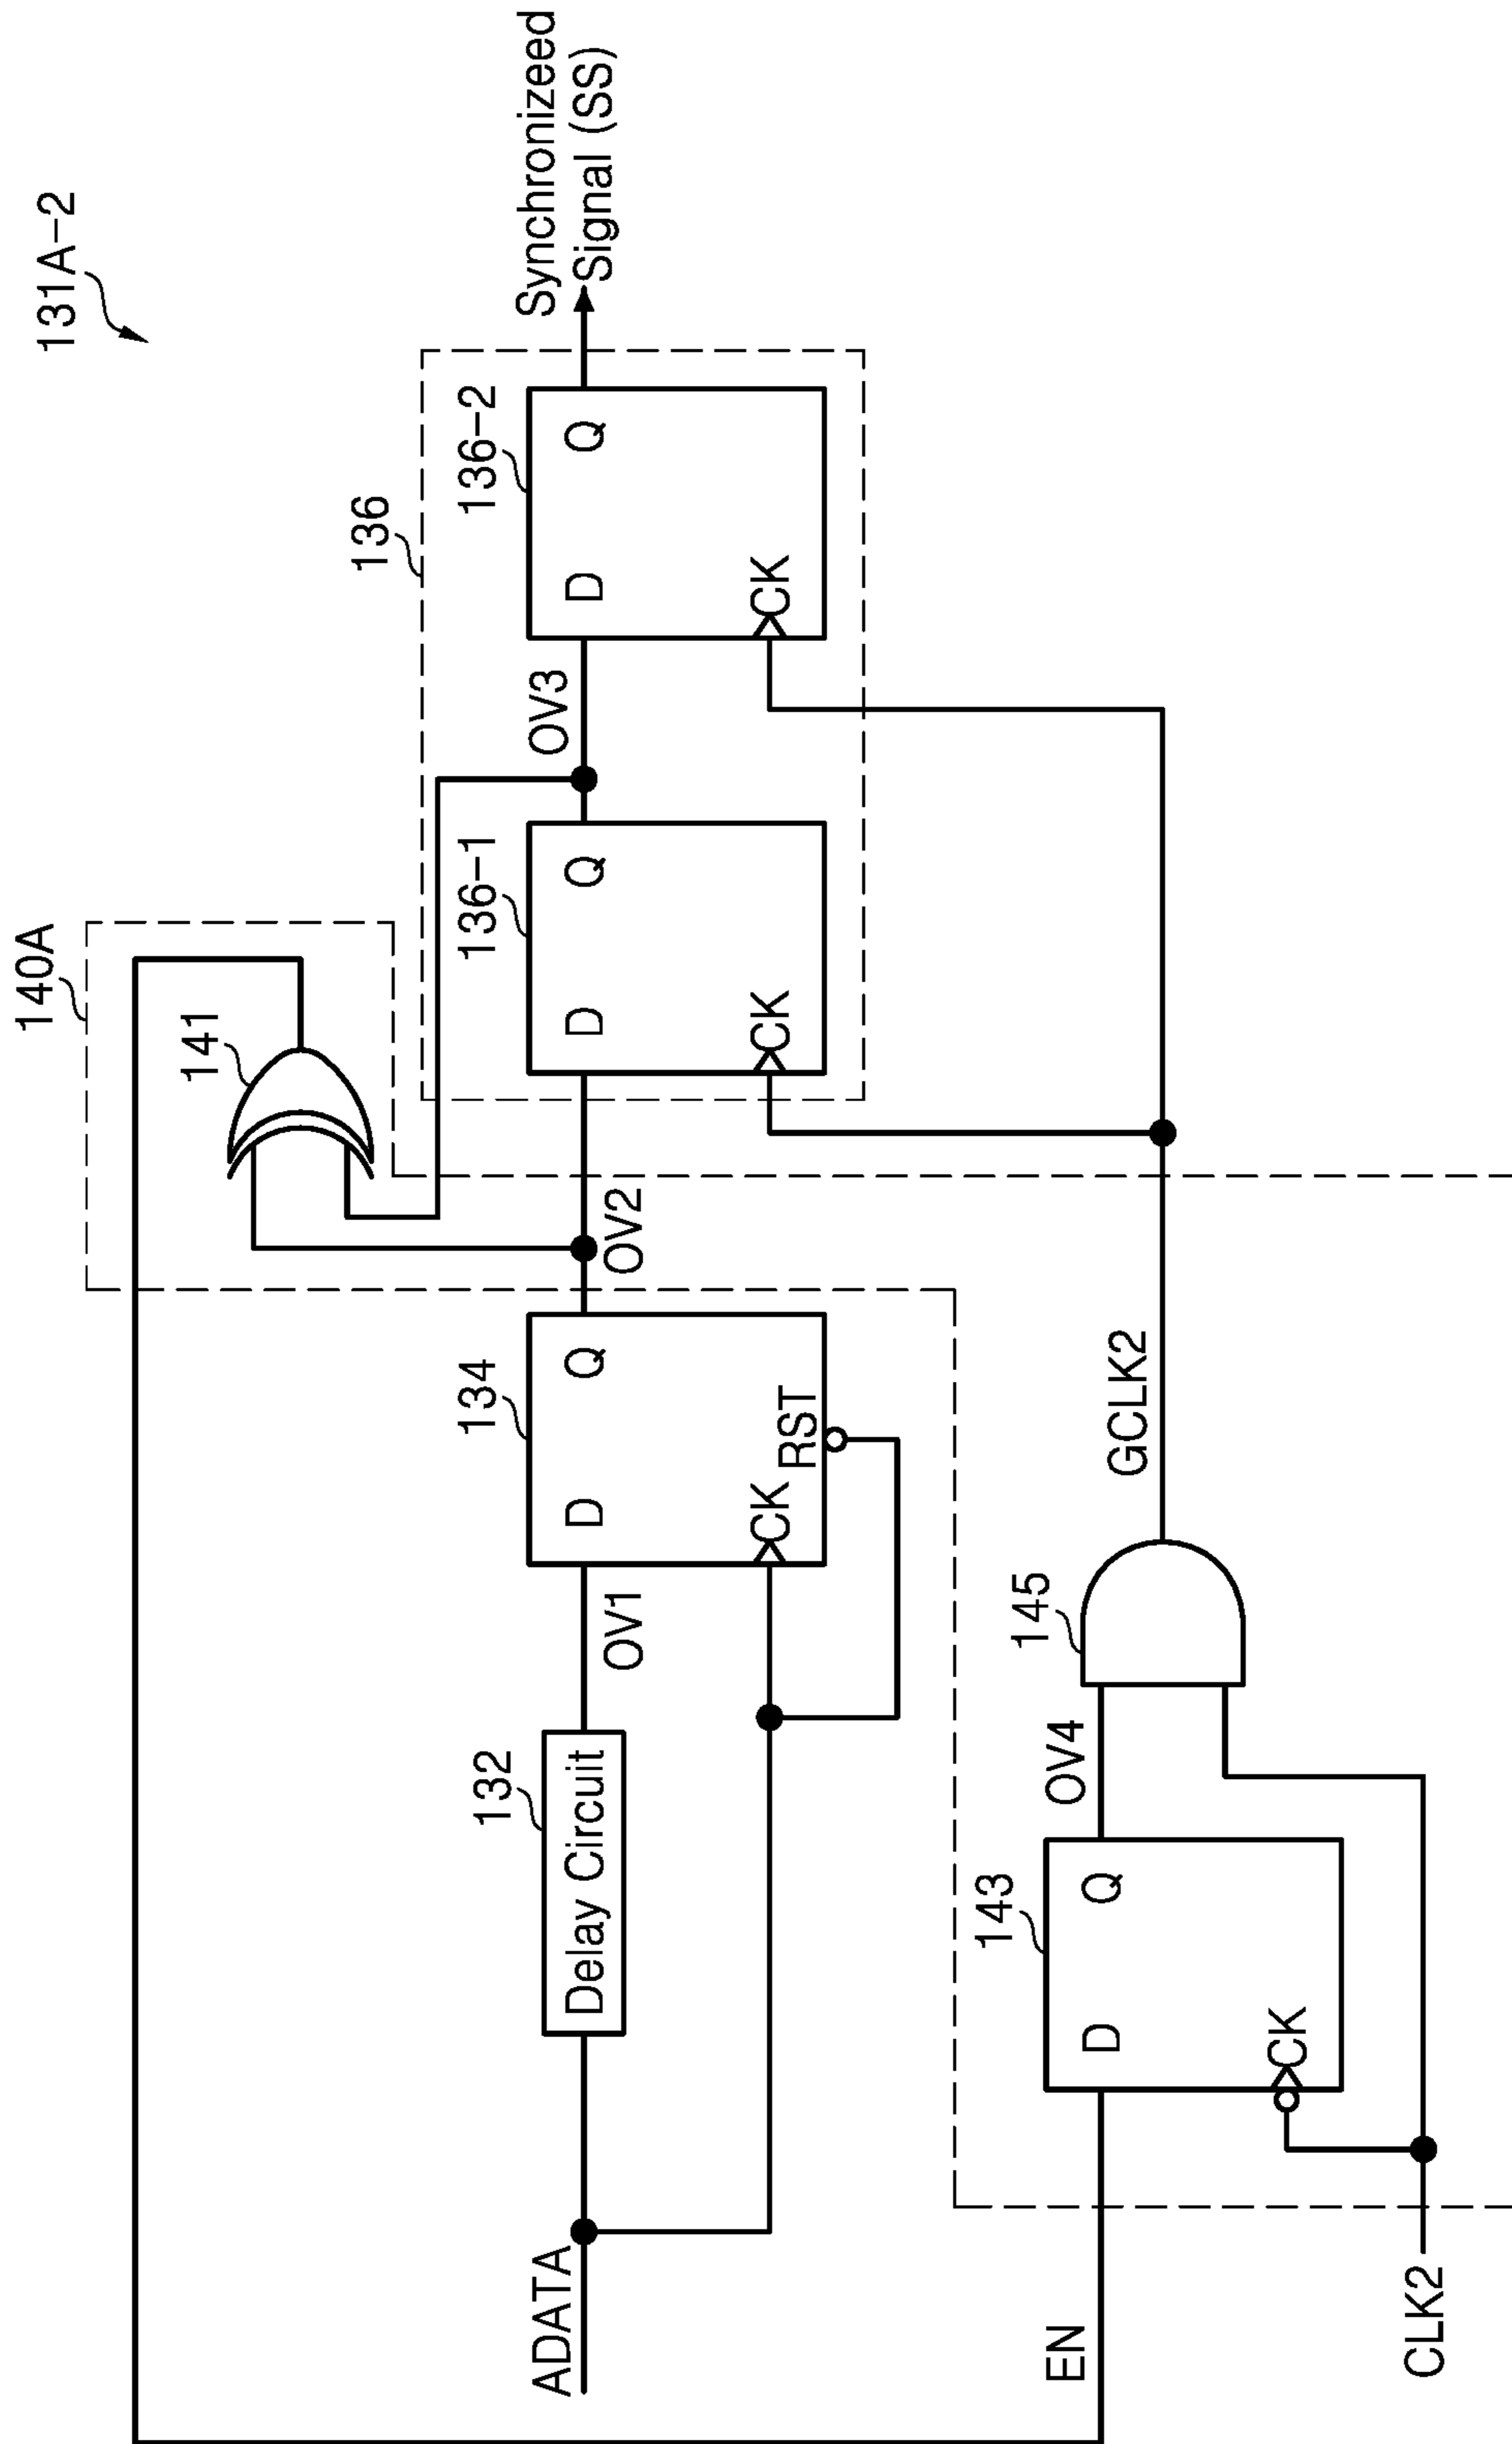 131A-2
140A
141
136
ADATA
132
Delay Circuit
OV1
134
D
Q
CK
RST
OV2
136-1
D
Q
CK
OV3
136-2
D
Q
CK
Synchronizeed
Signal (SS)
EN
143
D
Q
CK
OV4
145
GCLK2
CLK2